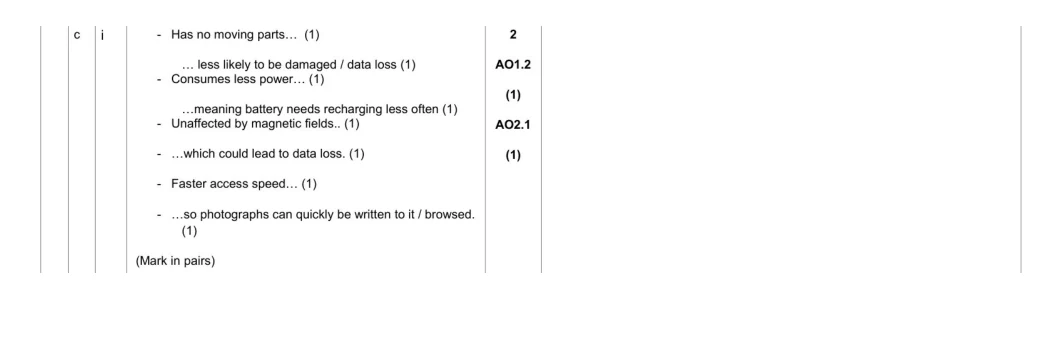 c i - Has no moving parts… (1) 2
… less likely to be damaged / data loss (1) AO1.2
- Consumes less power… (1)
(1)
…meaning battery needs recharging less often (1)
- Unaffected by magnetic fields.. (1) AO2.1
- …which could lead to data loss. (1) (1)
- Faster access speed… (1)
- …so photographs can quickly be written to it / browsed.
(1)
(Mark in pairs)